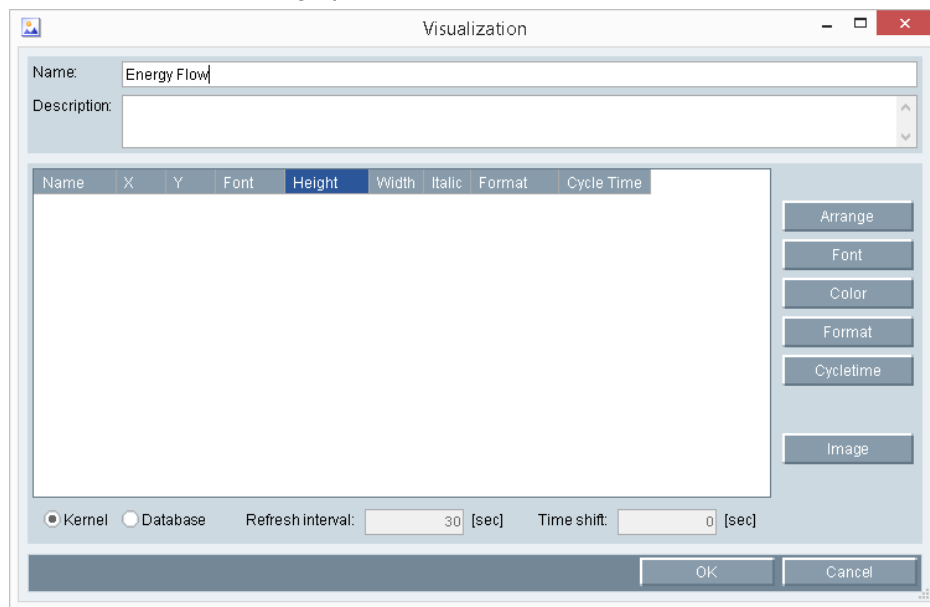 Visualization
Name: Energy Flow
Description:
Name X Y Font Height Width Italic Format Cycle Time
Arrange
Font
Color
Format
Cycletime
Image
Kernel Database Refresh interval: 30 [sec] Time shift: 0 [sec]
OK Cancel